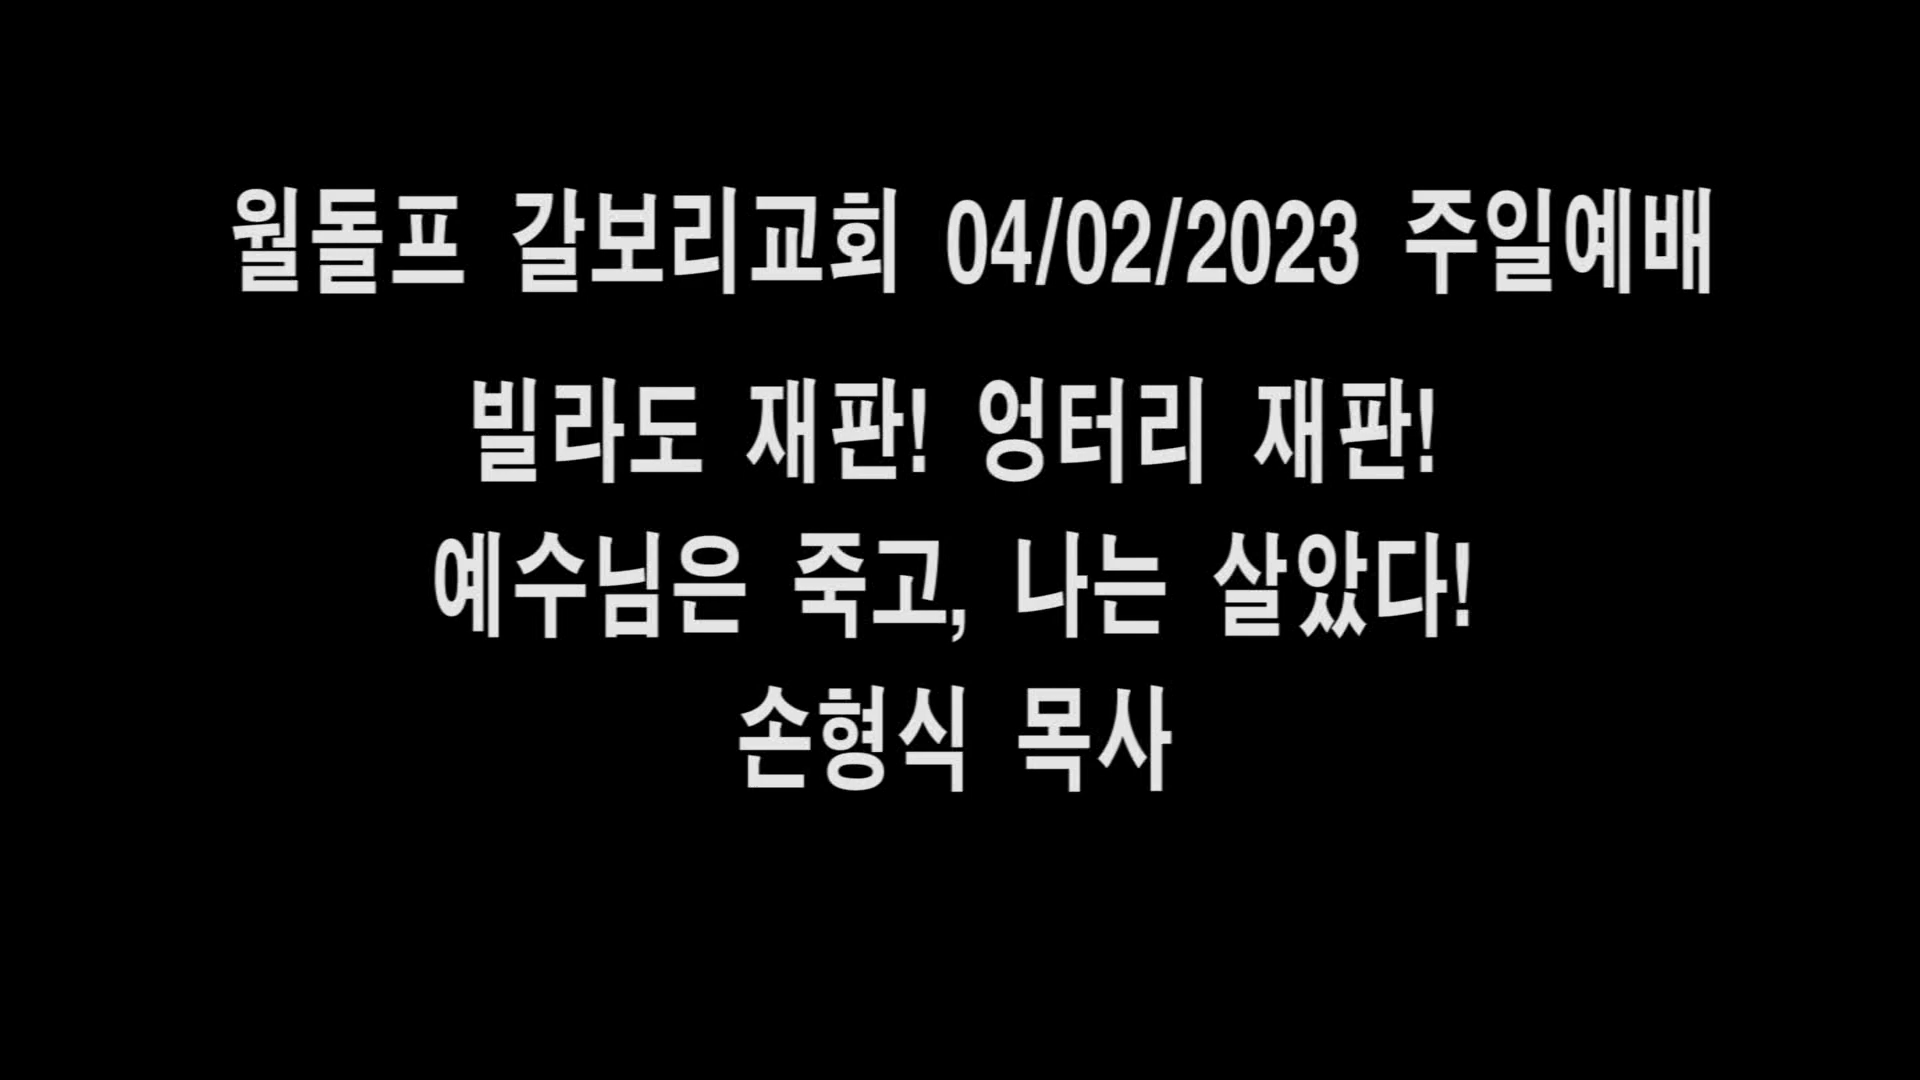 월돌프 갈보리교회 04/02/2023 주일예배
빌라도 재판! 엉터리 재판!
예수님은 죽고, 나는 살았다!
손형식 목사